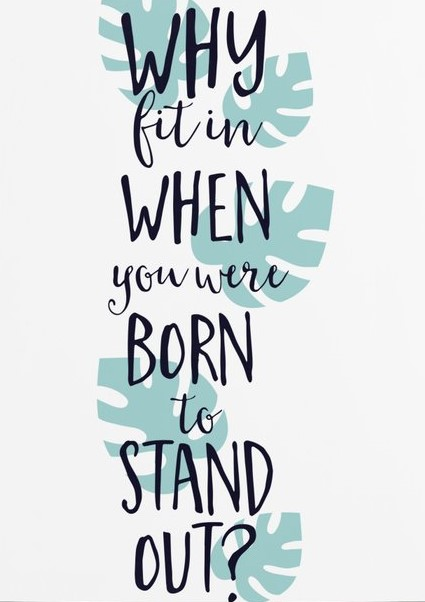 WHY
fit in
WHEN
you were
BORN
to
STAND
OUT?